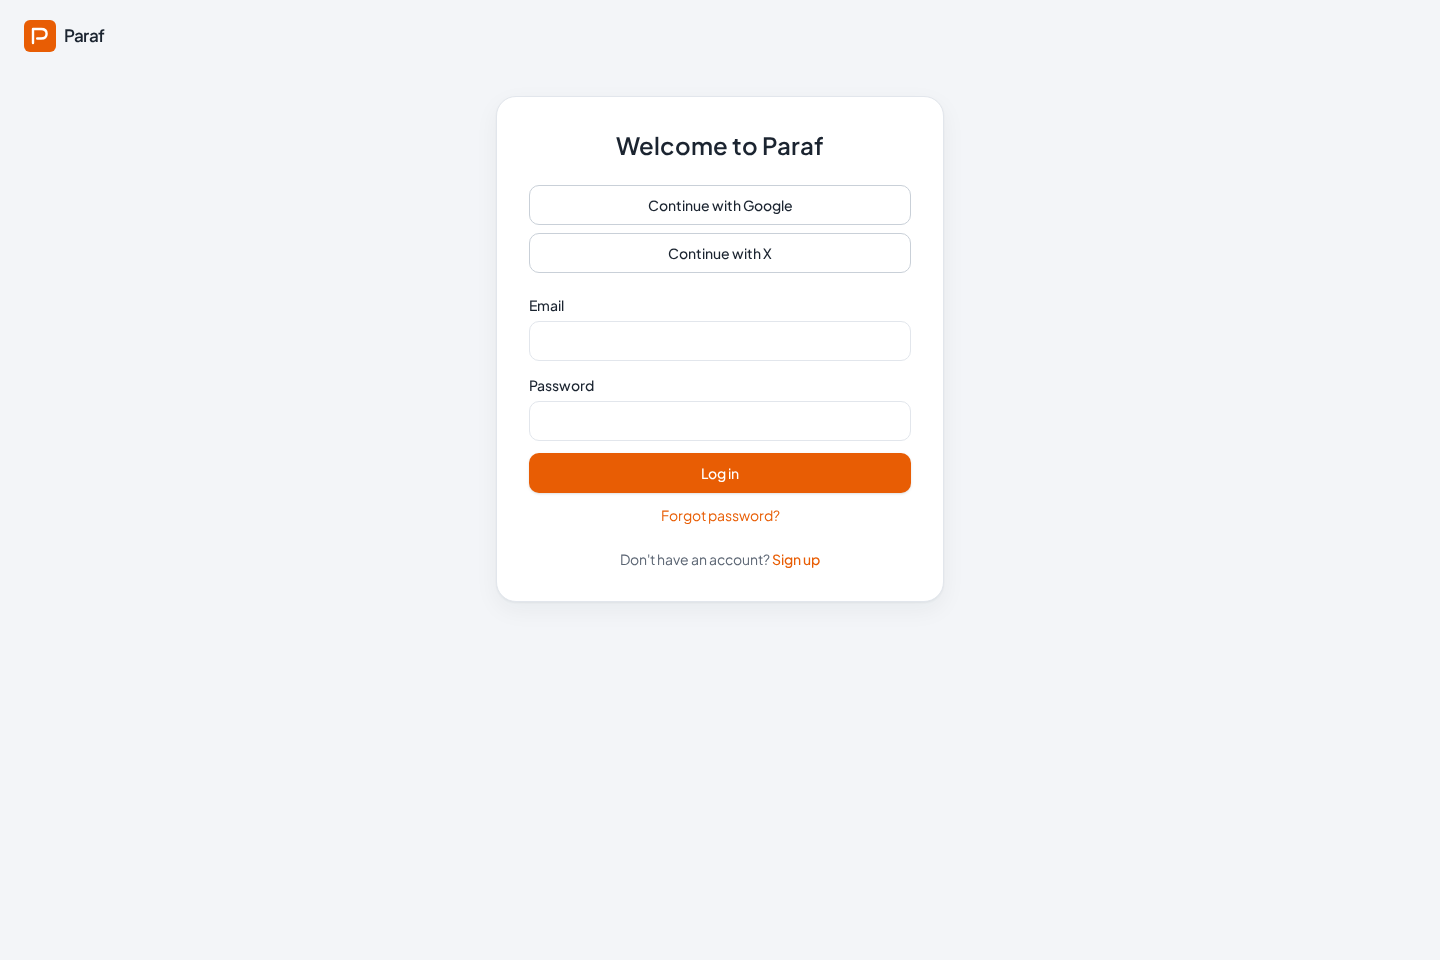 Paraf
Welcome to Paraf
Continue with Google
Continue with X
Email
Password
Log in
Forgot password?
Don't have an account? Sign up